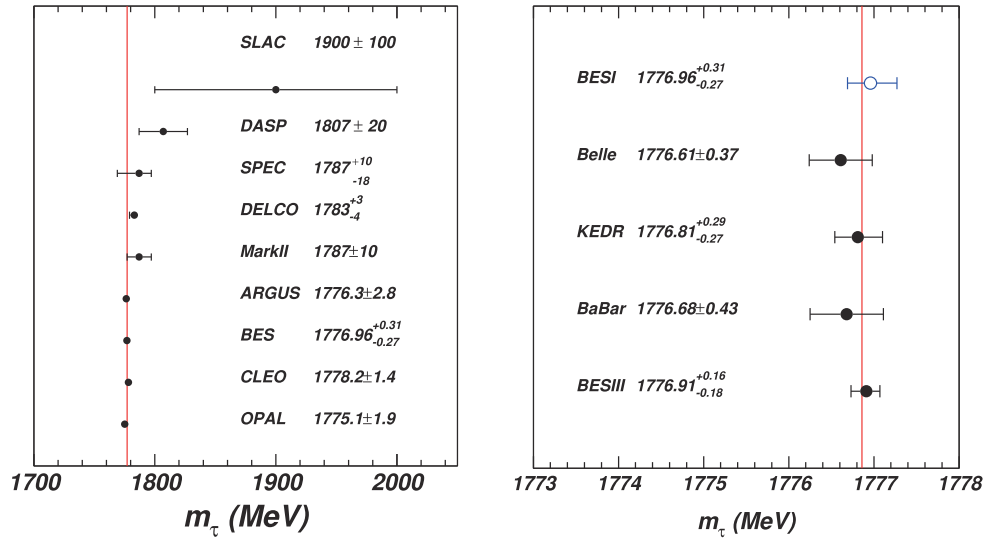 SLAC 1900 ± 100
DASP 1807 ± 20
SPEC 1787 +10 -18
DELCO 1783 +3 -4
MarkII 1787±10
ARGUS 1776.3±2.8
BES 1776.96 +0.31 -0.27
CLEO 1778.2±1.4
OPAL 1775.1±1.9
1700 1800 1900 2000
mτ (MeV)
BESI 1776.96 +0.31 -0.27
Belle 1776.61±0.37
KEDR 1776.81 +0.29 -0.27
BaBar 1776.68±0.43
BESIII 1776.91 +0.16 -0.18
1773 1774 1775 1776 1777 1778
mτ (MeV)